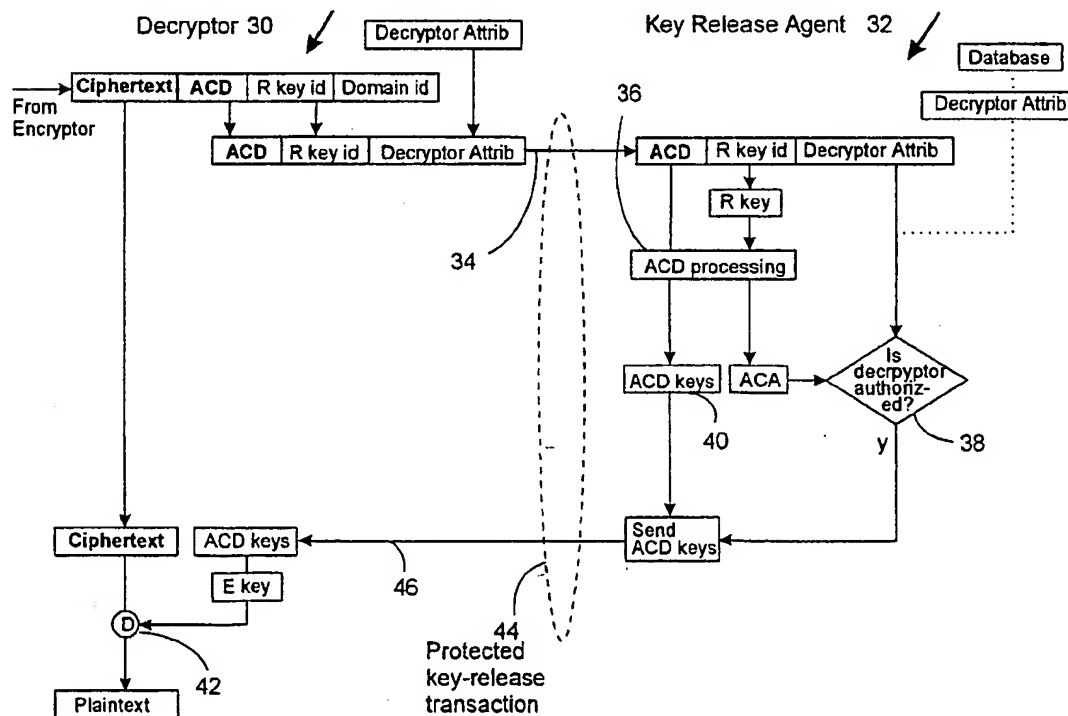 Decryptor 30
Decryptor Attrib
Key Release Agent 32
Database
Decryptor Attrib
From
Encryptor
Ciphertext ACD R key id Domain id
ACD R key id Decryptor Attrib
34
36
ACD R key id Decryptor Attrib
R key
ACD processing
ACD keys
40
ACA
Is
decrpyptor
authoriz-
ed?
38
y
Ciphertext
ACD keys
46
Send
ACD keys
E key
D
42
44
Protected
key-release
transaction
Plaintext